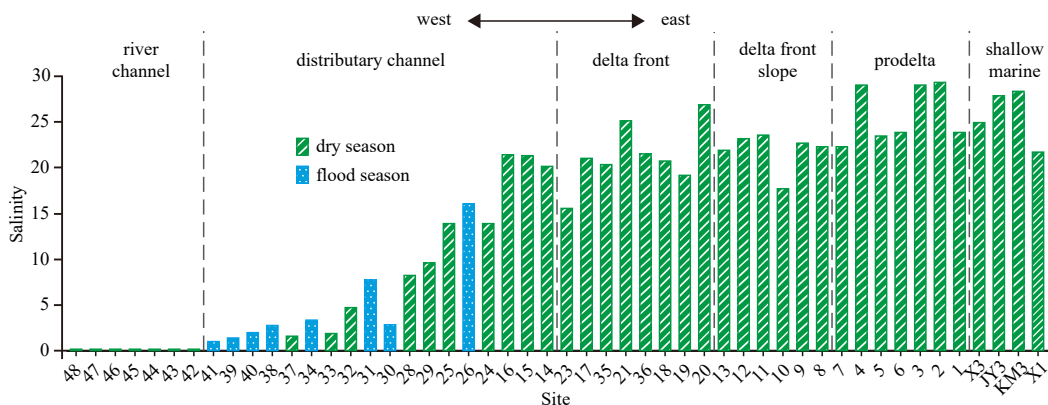 west east
river
channel
distributary channel
delta front
delta front
slope
prodelta
shallow
marine
30
25
20
15
10
5
0
Salinity
dry season
flood season
48 47 46 45 44 43 42 41 39 40 38 37 34 33 32 31 30 28 29 25 26 24 16 15 14 23 17 35 21 36 18 19 20 13 12 11 10 9 8 7 4 5 6 3 2 1 X3 JY3 KM3 X1
Site